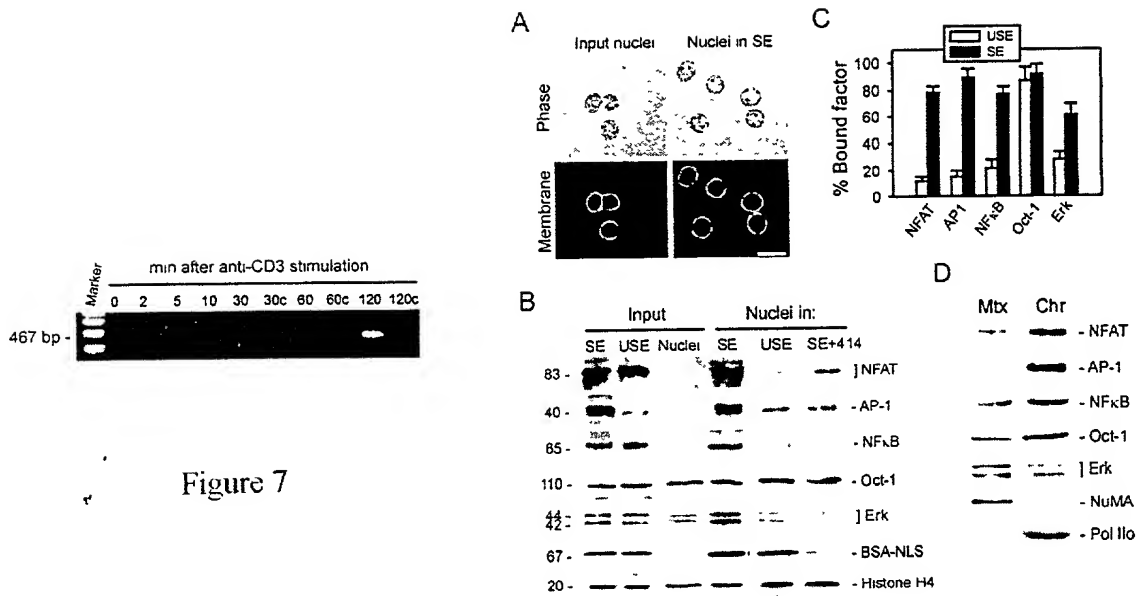 min after anti-CD3 stimulation
Marker
0 2 5 10 30 30c 60 60c 120 120c
467 bp -
Figure 7
A
Input nuclei
Nuclei in SE
Phase
Membrane
B
Input
Nuclei in:
SE USE Nuclei SE USE SE+414
83 - ] NFAT
40 - - AP-1
65 - - NFκB
110 - - Oct-1
44 -
42 - ] Erk
67 - - BSA-NLS
20 - - Histone H4
C
USE
SE
% Bound factor
100
80
60
40
20
0
NFAT
AP1
NFκB
Oct-1
Erk
D
Mtx Chr
- NFAT
- AP-1
- NFκB
- Oct-1
] Erk
- NuMA